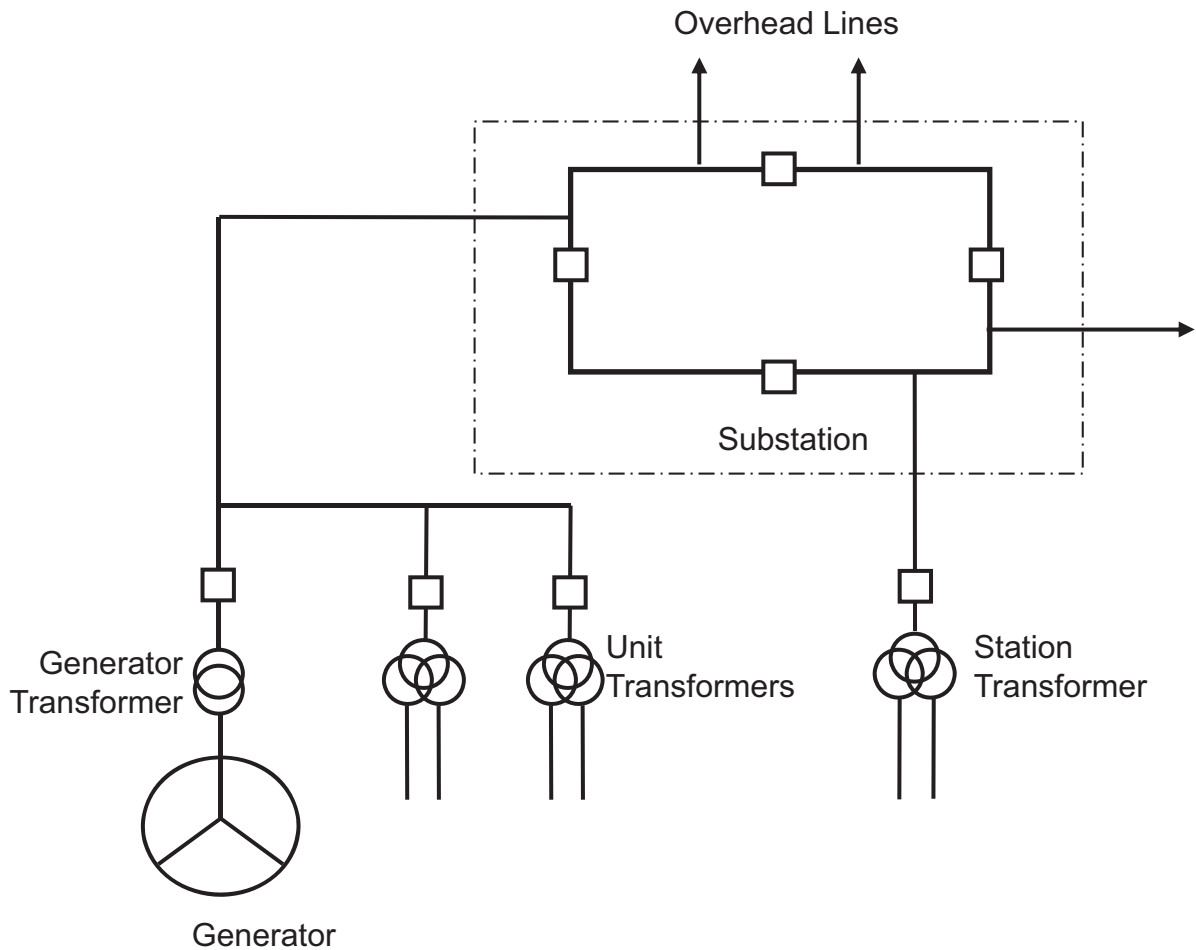 Overhead Lines
Substation
Generator
Transformer
Unit
Transformers
Station
Transformer
Generator